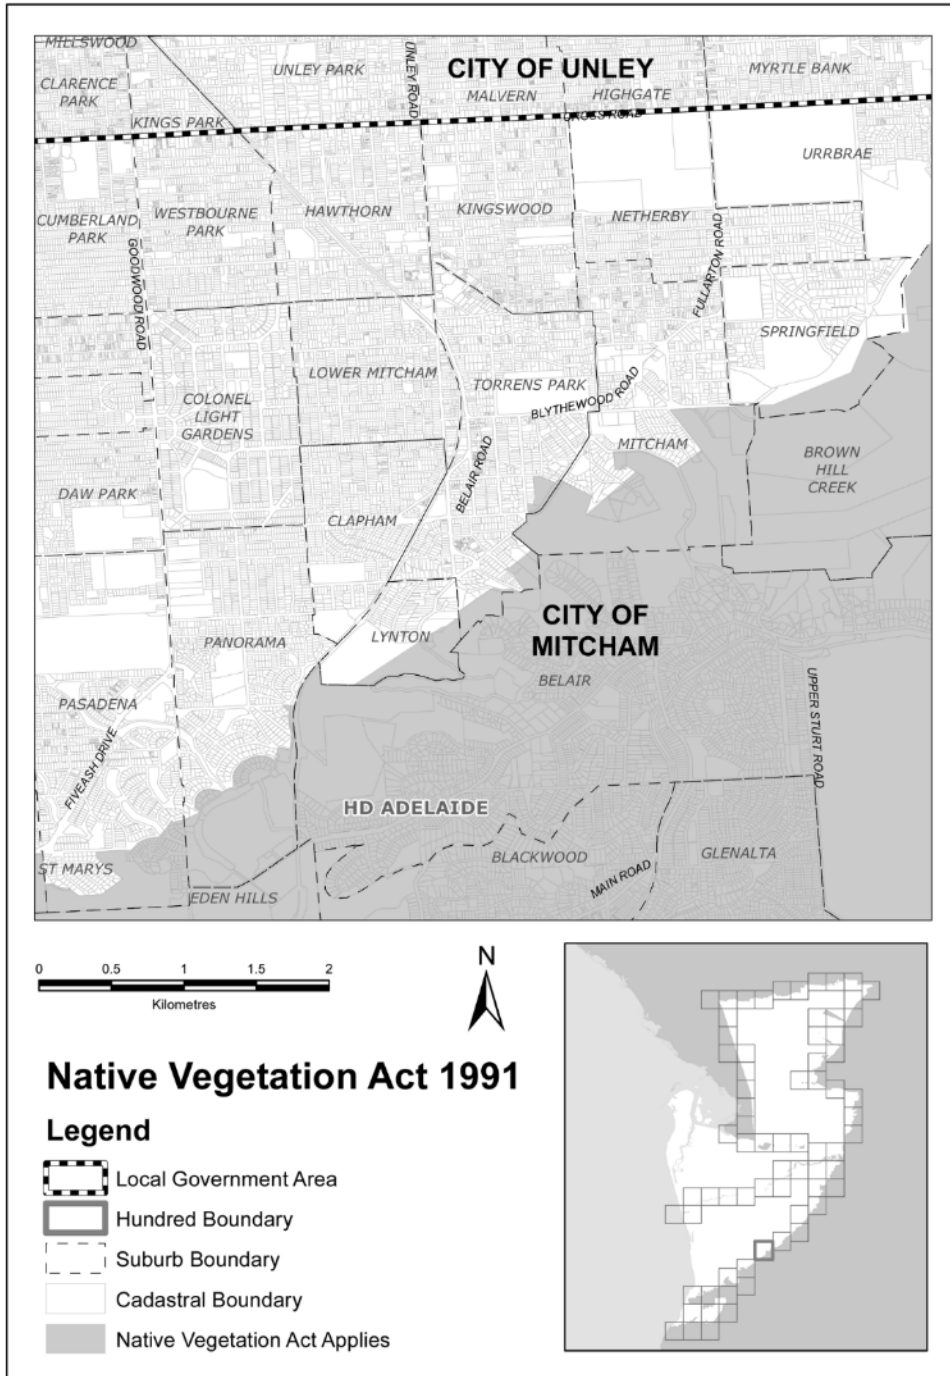 MILLSWOOD
CLARENCE
PARK
UNLEY PARK
UNLEY ROAD
CITY OF UNLEY
MALVERN
HIGHGATE
MYRTLE BANK
KINGS PARK
CROSS ROAD
URRBRAE
CUMBERLAND
PARK
WESTBOURNE
PARK
HAWTHORN
KINGSWOOD
NETHERBY
GOODWOOD ROAD
FULLARTON ROAD
SPRINGFIELD
LOWER MITCHAM
TORRENS PARK
BLYTHEWOOD ROAD
COLONEL
LIGHT
GARDENS
MITCHAM
BROWN
HILL
CREEK
BELAIR ROAD
DAW PARK
CLAPHAM
CITY OF
MITCHAM
LYNTON
PANORAMA
BELAIR
UPPER STURT ROAD
PASADENA
FIVEASH DRIVE
HD ADELAIDE
BLACKWOOD
GLENALTA
MAIN ROAD
ST MARYS
EDEN HILLS
0 0.5 1 1.5 2
Kilometres
N
Native Vegetation Act 1991
Legend
Local Government Area
Hundred Boundary
Suburb Boundary
Cadastral Boundary
Native Vegetation Act Applies